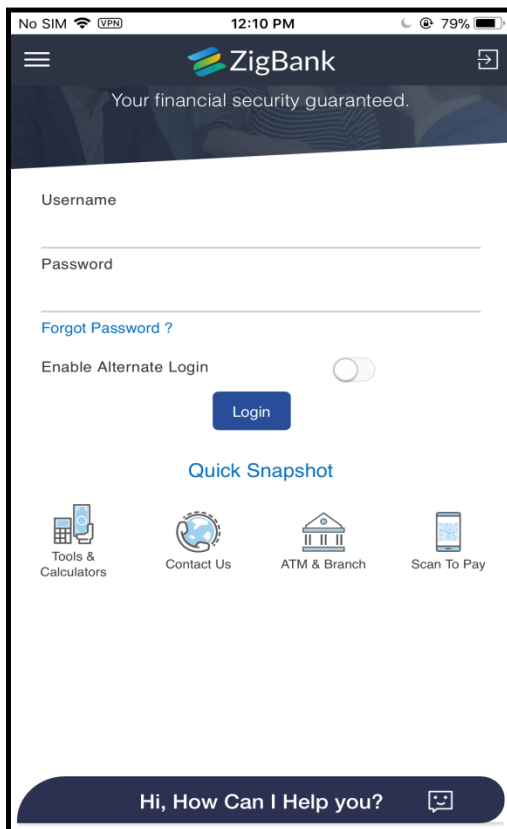 No SIM VPN 12:10 PM 79%
ZigBank
Your financial security guaranteed.
Username
Password
Forgot Password ?
Enable Alternate Login
Login
Quick Snapshot
Tools &
Calculators
Contact Us
ATM & Branch
Scan To Pay
Hi, How Can I Help you?